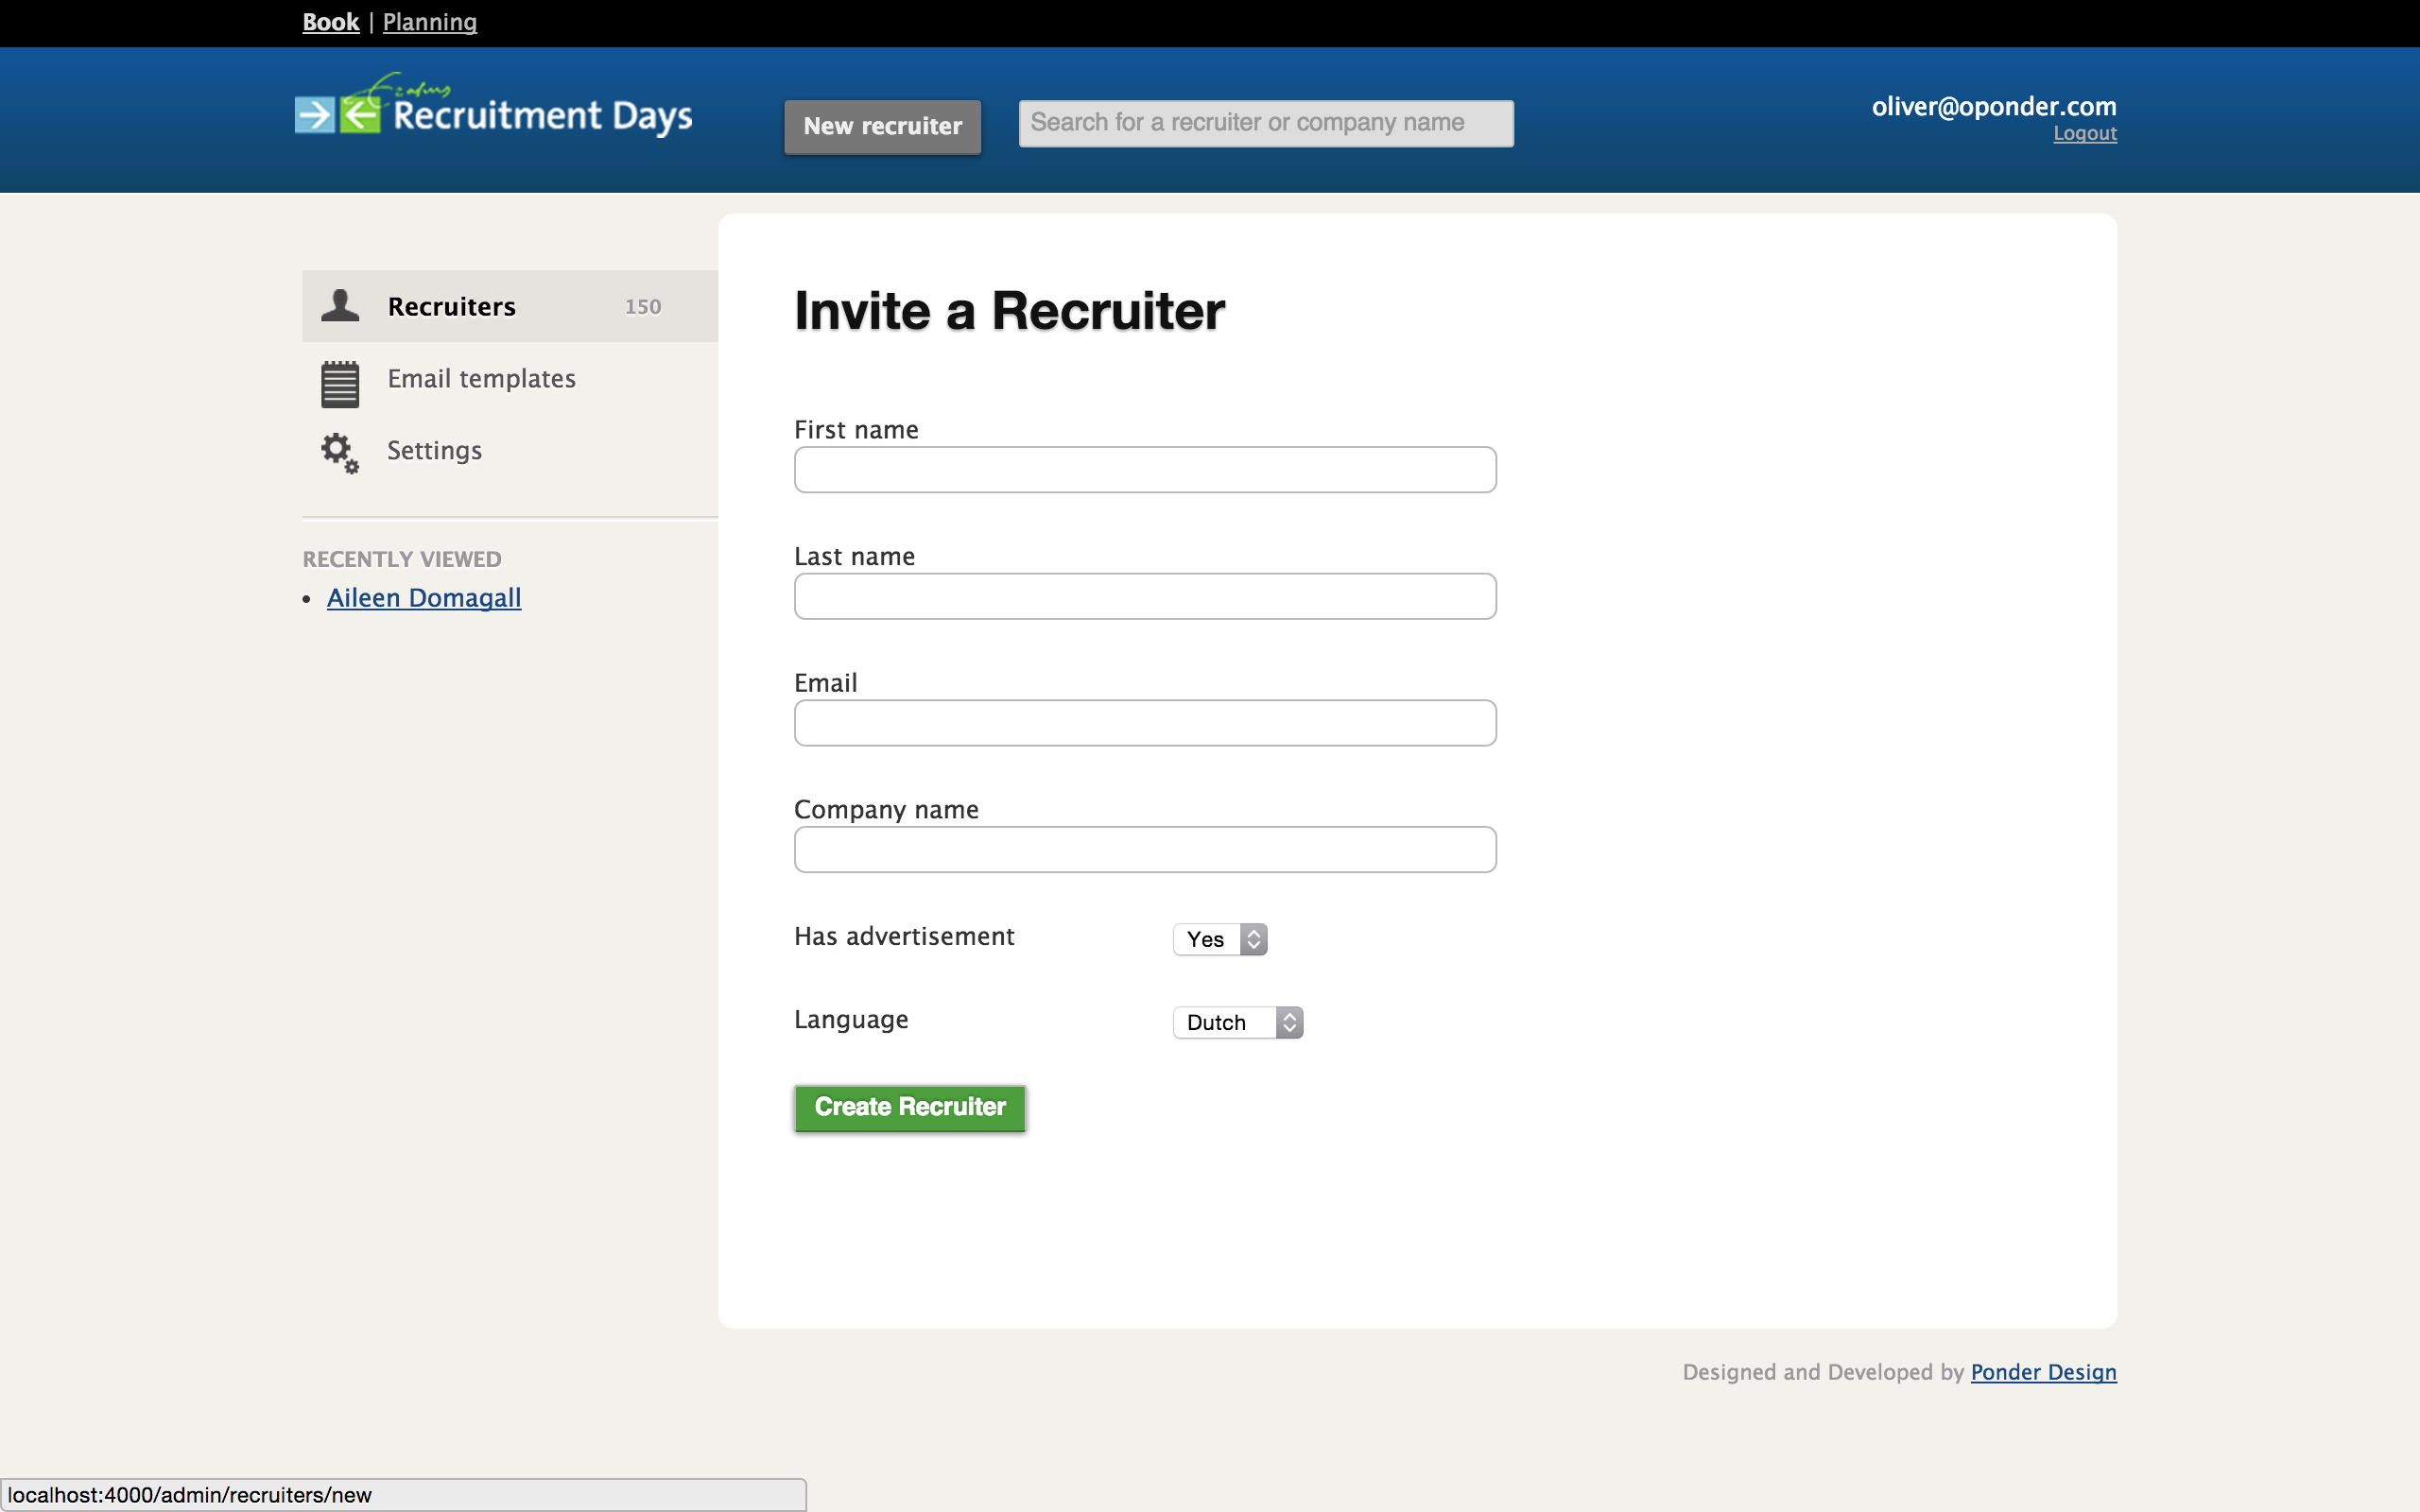 Book | Planning
Recruitment Days
New recruiter
Search for a recruiter or company name
oliver@oponder.com
Logout
Recruiters 150
Email templates
Settings
RECENTLY VIEWED
• Aileen Domagall
Invite a Recruiter
First name
Last name
Email
Company name
Has advertisement Yes
Language Dutch
Create Recruiter
Designed and Developed by Ponder Design
localhost:4000/admin/recruiters/new